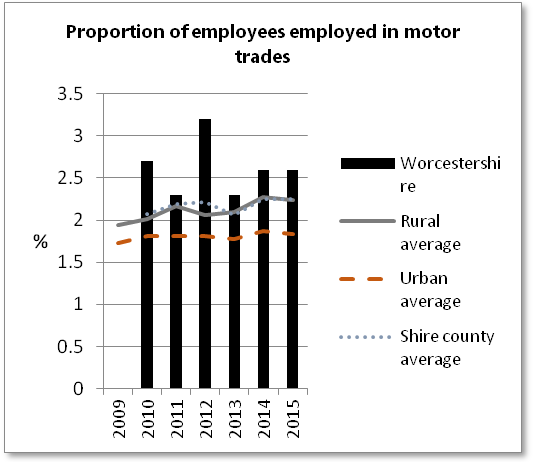 Proportion of employees employed in motor
trades
3.5
3
2.5
2
1.5
1
0.5
0
%
2009
2010
2011
2012
2013
2014
2015
Worcestershi
re
Rural
average
Urban
average
Shire county
average